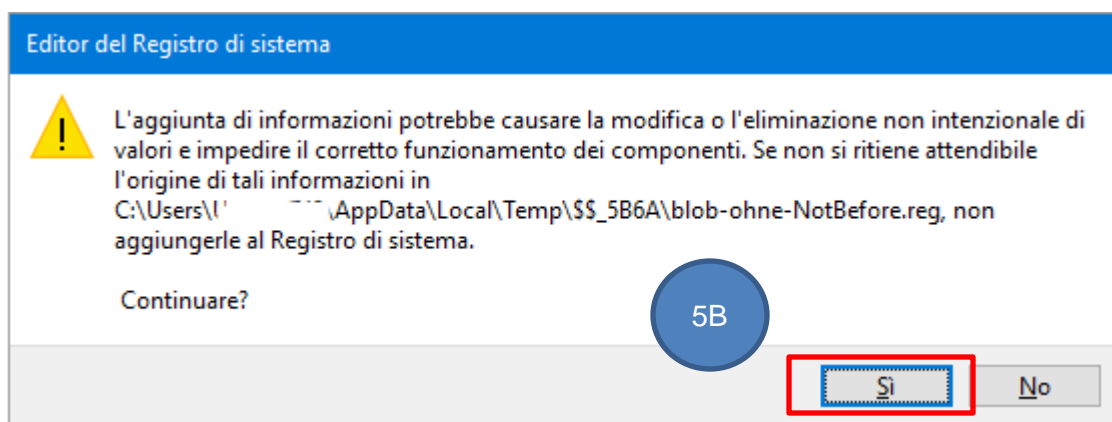 Editor del Registro di sistema
L'aggiunta di informazioni potrebbe causare la modifica o l'eliminazione non intenzionale di
valori e impedire il corretto funzionamento dei componenti. Se non si ritiene attendibile
l'origine di tali informazioni in
C:\Users\ \AppData\Local\Temp\$$_5B6A\blob-ohne-NotBefore.reg, non
aggiungerle al Registro di sistema.
Continuare?
5B
Sì
No